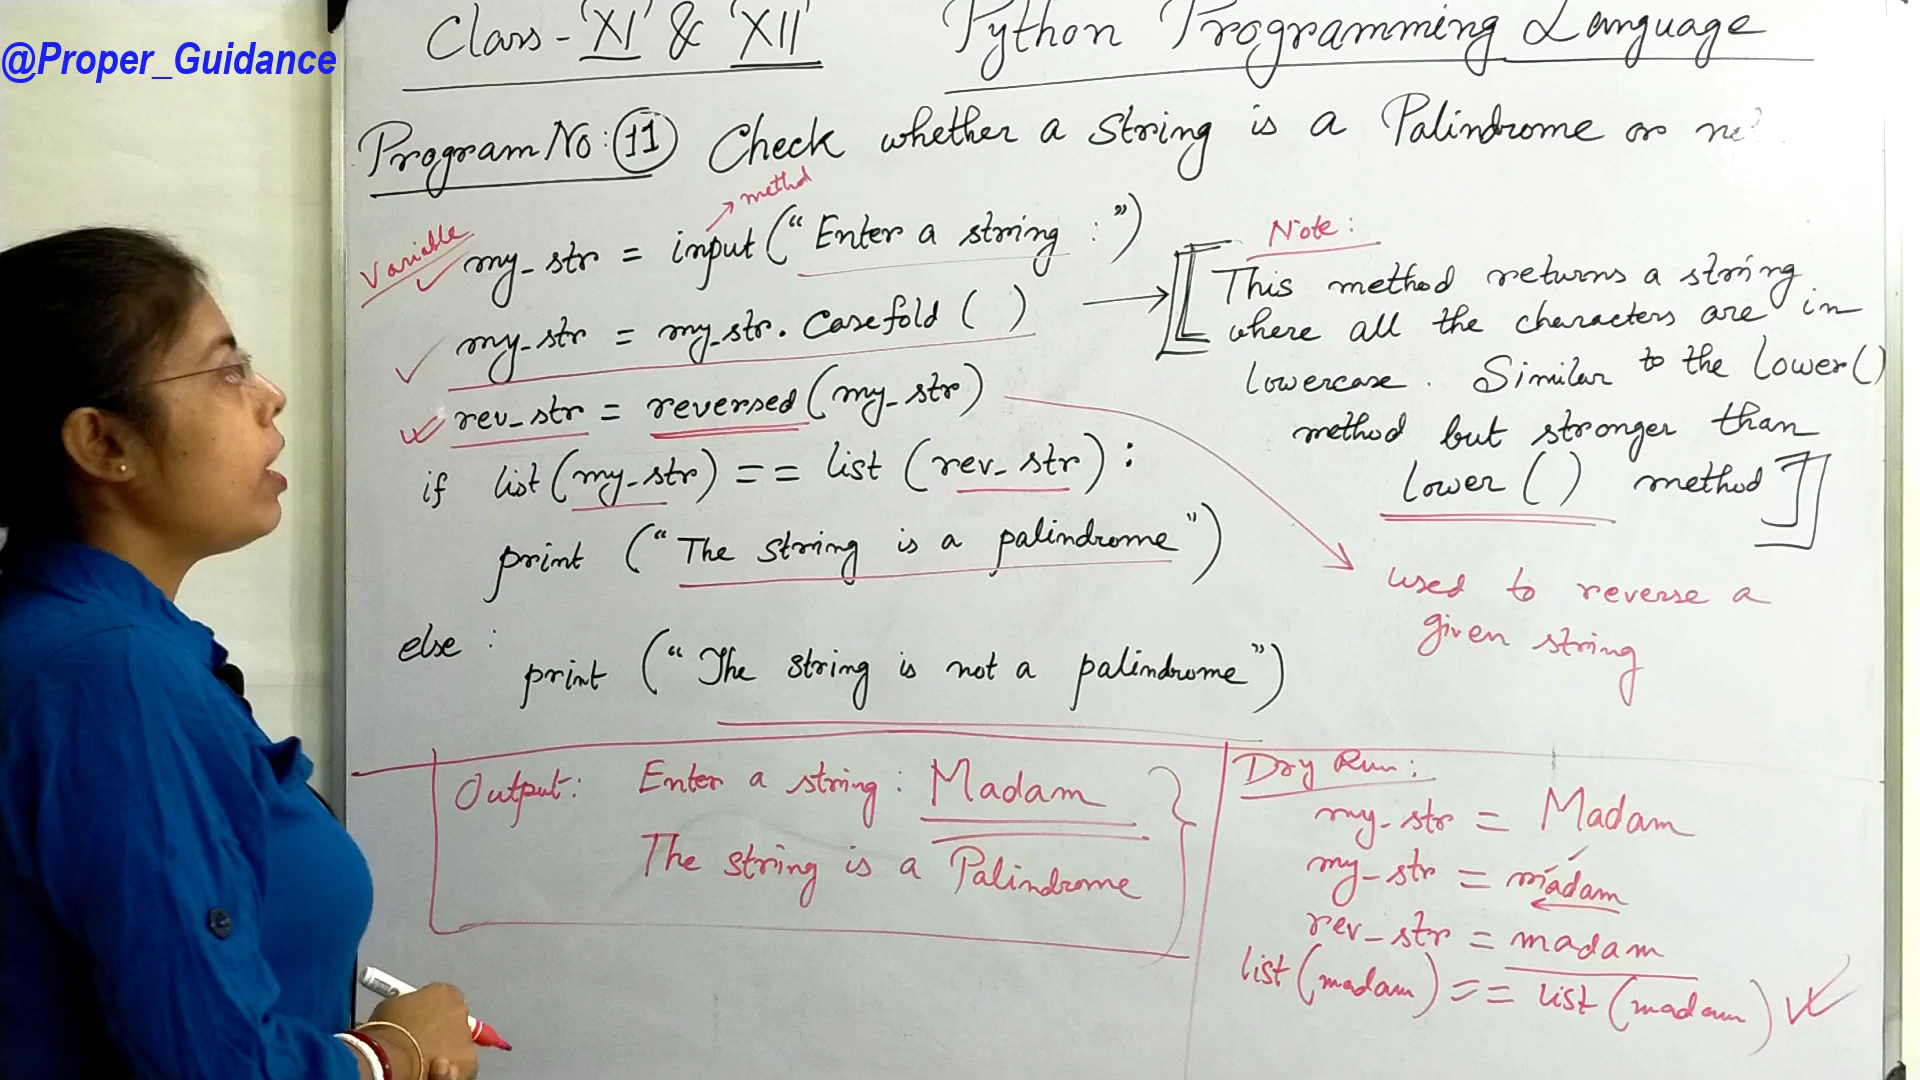 @Proper_Guidance
Class - XI & XII Python Programming Language
Program No: 11 Check whether a string is a Palindrome or
method
Variable
my_str = input("Enter a string :")
my_str = my_str.Casefold ( )
rev_str = reversed(my_str)
if list(my_str) == list (rev_str) :
print ("The string is a palindrome")
else :
print ("The string is not a palindrome")
Note:
This method returns a string
where all the characters are in
lowercase. Similar to the Lower()
method but stronger than
Lower ( ) method
used to reverse a
given string
Output: Enter a string: Madam
The string is a Palindrome
Dry Run:
my_str = Madam
my_str = madam
rev_str = madam
list(madam) == list (madam)